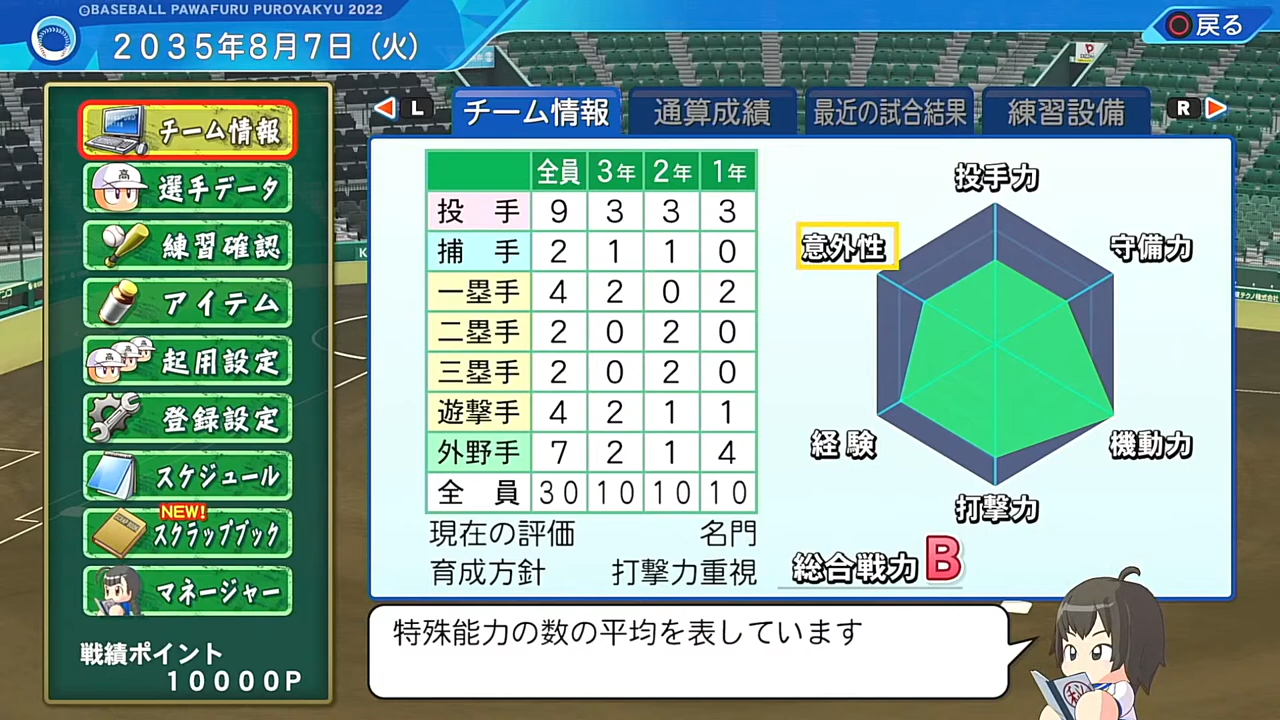 ©BASEBALL PAWAFURU PUROYAKYU 2022
2035年8月7日（火）
戻る
チーム情報
選手データ
練習確認
アイテム
起用設定
登録設定
スケジュール
NEW!
スクラップブック
マネージャー
戦績ポイント
10000P
L チーム情報 通算成績 最近の試合結果 練習設備 R
全員 3年 2年 1年
投手 9 3 3 3
捕手 2 1 1 0
一塁手 4 2 0 2
二塁手 2 0 2 0
三塁手 2 0 2 0
遊撃手 4 2 1 1
外野手 7 2 1 4
全員 30 10 10 10
現在の評価 名門
育成方針 打撃力重視
投手力
意外性 守備力
経験 機動力
打撃力
総合戦力 B
特殊能力の数の平均を表しています
㊙